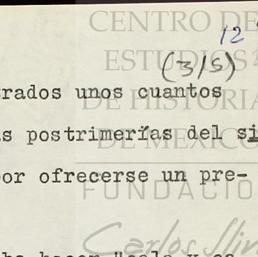 CENTRO DE
12
ESTUDIOS
(3/5)
rados unos cuantos
DE HISTORIA
s postrimerías del si
DE MÉXICO
or ofrecerse un pre-
FUNDACIÓN
Carlos Slim